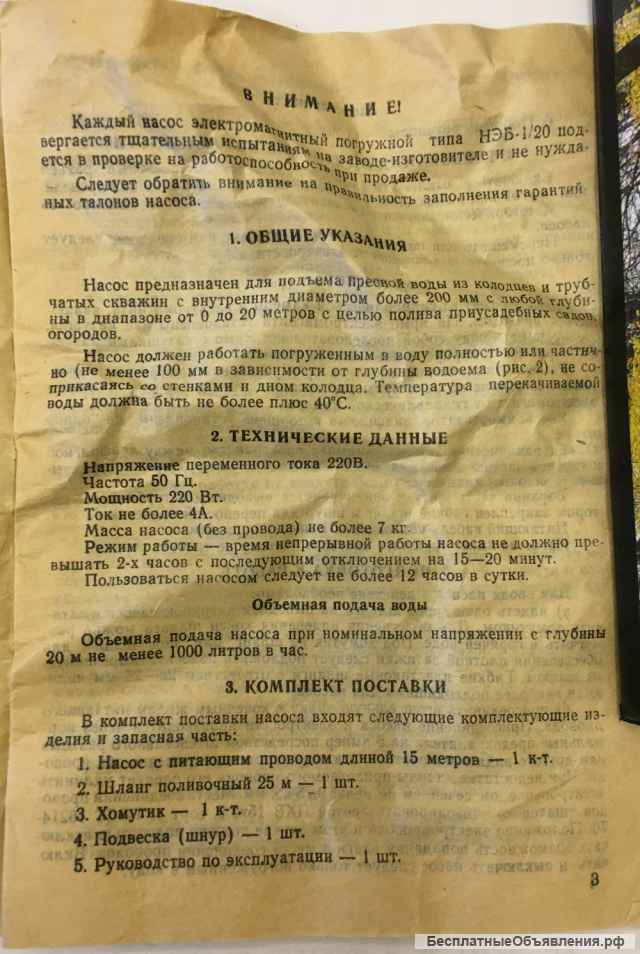 ВНИМАНИЕ!
Каждый насос электромагнитный погружной типа НЭБ-1/20 под-
вергается тщательным испытаниям на заводе-изготовителе и не нужда-
ется в проверке на работоспособность при продаже.
Следует обратить внимание на правильность заполнения гарантий-
ных талонов насоса.
1. ОБЩИЕ УКАЗАНИЯ
Насос предназначен для подъема пресной воды из колодцев и труб-
чатых скважин с внутренним диаметром более 200 мм с любой глуби-
ны в диапазоне от 0 до 20 метров с целью полива приусадебных садов,
огородов.
Насос должен работать погруженным в воду полностью или частич-
но (не менее 100 мм в зависимости от глубины водоема (рис. 2), не со-
прикасаясь со стенками и дном колодца. Температура перекачиваемой
воды должна быть не более плюс 40°С.
2. ТЕХНИЧЕСКИЕ ДАННЫЕ
Напряжение переменного тока 220В.
Частота 50 Гц.
Мощность 220 Вт.
Ток не более 4А.
Масса насоса (без провода) не более 7 кг.
Режим работы — время непрерывной работы насоса не должно пре-
вышать 2-х часов с последующим отключением на 15—20 минут.
Пользоваться насосом следует не более 12 часов в сутки.
Объемная подача воды
Объемная подача насоса при номинальном напряжении с глубины
20 м не менее 1000 литров в час.
3. КОМПЛЕКТ ПОСТАВКИ
В комплект поставки насоса входят следующие комплектующие из-
делия и запасная часть:
1. Насос с питающим проводом длиной 15 метров — 1 к-т.
2. Шланг поливочный 25 м — 1 шт.
3. Хомутик — 1 к-т.
4. Подвеска (шнур) — 1 шт.
5. Руководство по эксплуатации — 1 шт.
3
БесплатныеОбъявления.рф